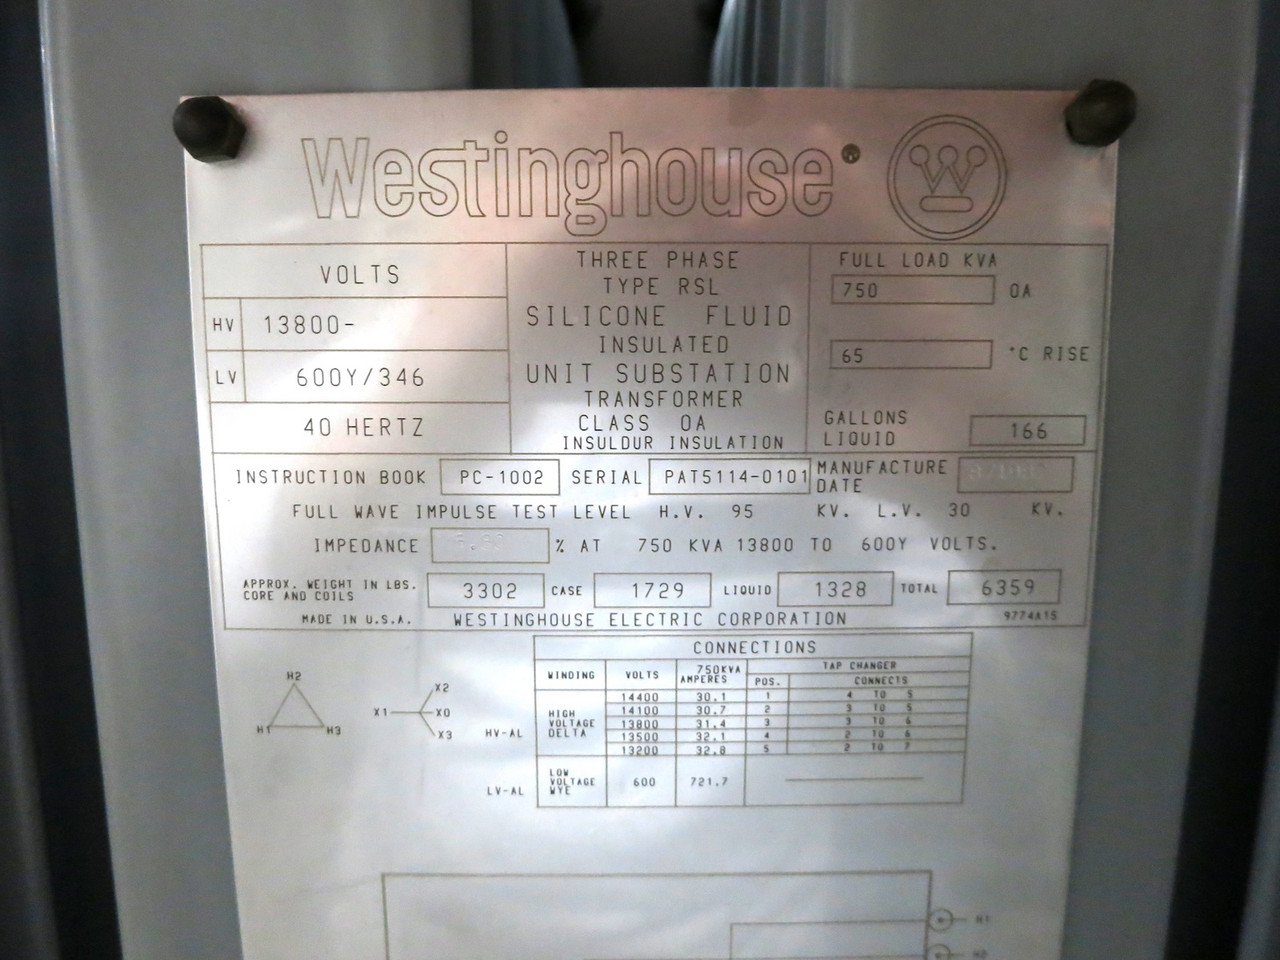 Westinghouse
W
VOLTS
HV 13800-
LV 600Y/346
40 HERTZ
THREE PHASE
TYPE RSL
SILICONE FLUID
INSULATED
UNIT SUBSTATION
TRANSFORMER
CLASS OA
INSULDUR INSULATION
FULL LOAD KVA
750 OA
65 °C RISE
GALLONS
LIQUID 166
INSTRUCTION BOOK PC-1002 SERIAL PAT5114-0101 MANUFACTURE
DATE
FULL WAVE IMPULSE TEST LEVEL H.V. 95 KV. L.V. 30 KV.
IMPEDANCE % AT 750 KVA 13800 TO 600Y VOLTS.
APPROX. WEIGHT IN LBS.
CORE AND COILS 3302 CASE 1729 LIQUID 1328 TOTAL 6359
MADE IN U.S.A. WESTINGHOUSE ELECTRIC CORPORATION 9774A15
H2
H1 H3
X2
X1 X0
X3
HV-AL
LV-AL
CONNECTIONS
WINDING VOLTS 750KVA AMPERES TAP CHANGER
POS. CONNECTS
HIGH VOLTAGE DELTA
14400 30.1 1 4 TO 5
14100 30.7 2 3 TO 5
13800 31.4 3 3 TO 6
13500 32.1 4 2 TO 6
13200 32.8 5 2 TO 7
LOW VOLTAGE WYE 600 721.7
H1
H2